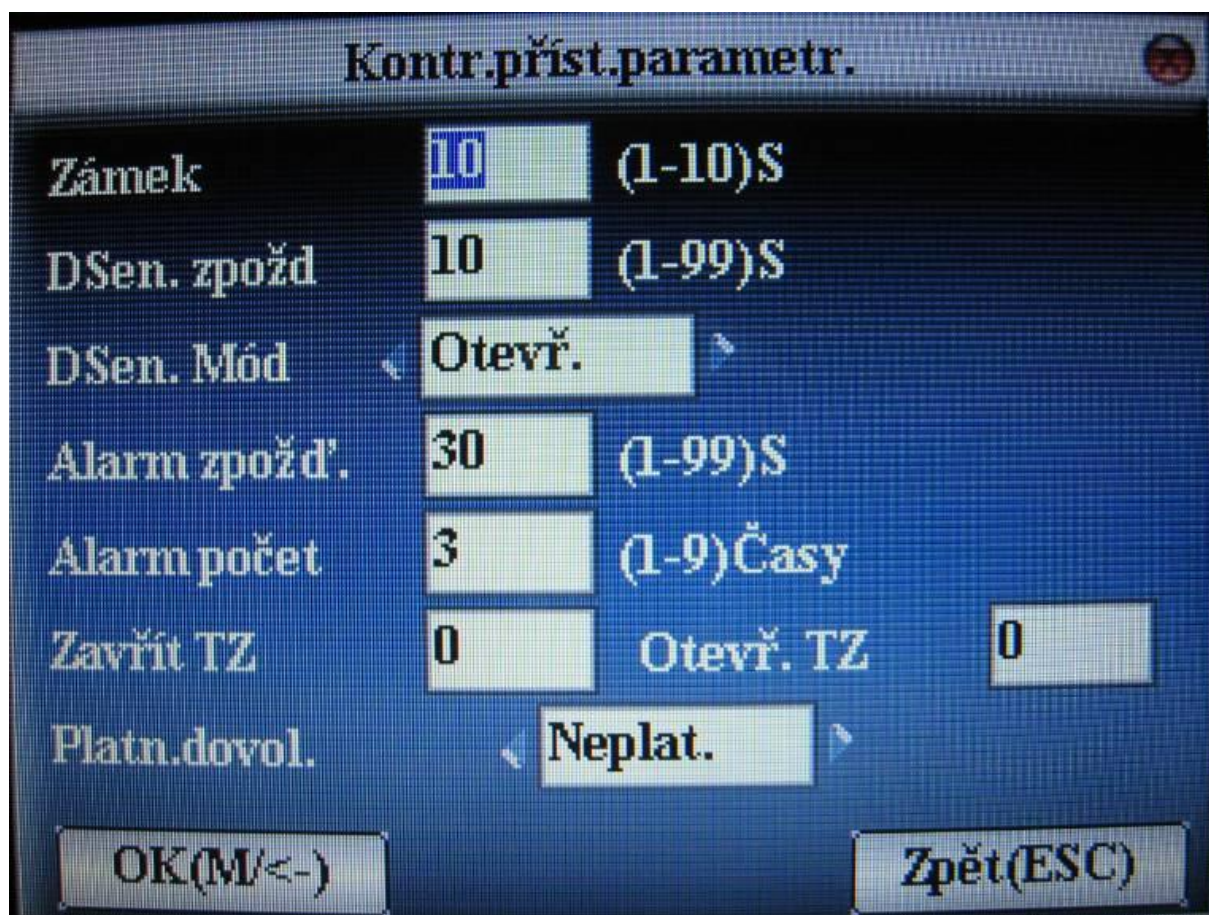 Kontr.příst.parametr.
Zámek 10 (1-10)S
DSen. zpožd 10 (1-99)S
DSen. Mód Otevř.
Alarm zpožď. 30 (1-99)S
Alarm počet 3 (1-9)Časy
Zavřít TZ 0 Otevř. TZ 0
Platn.dovol. Neplat.
OK(M/<-) Zpět(ESC)